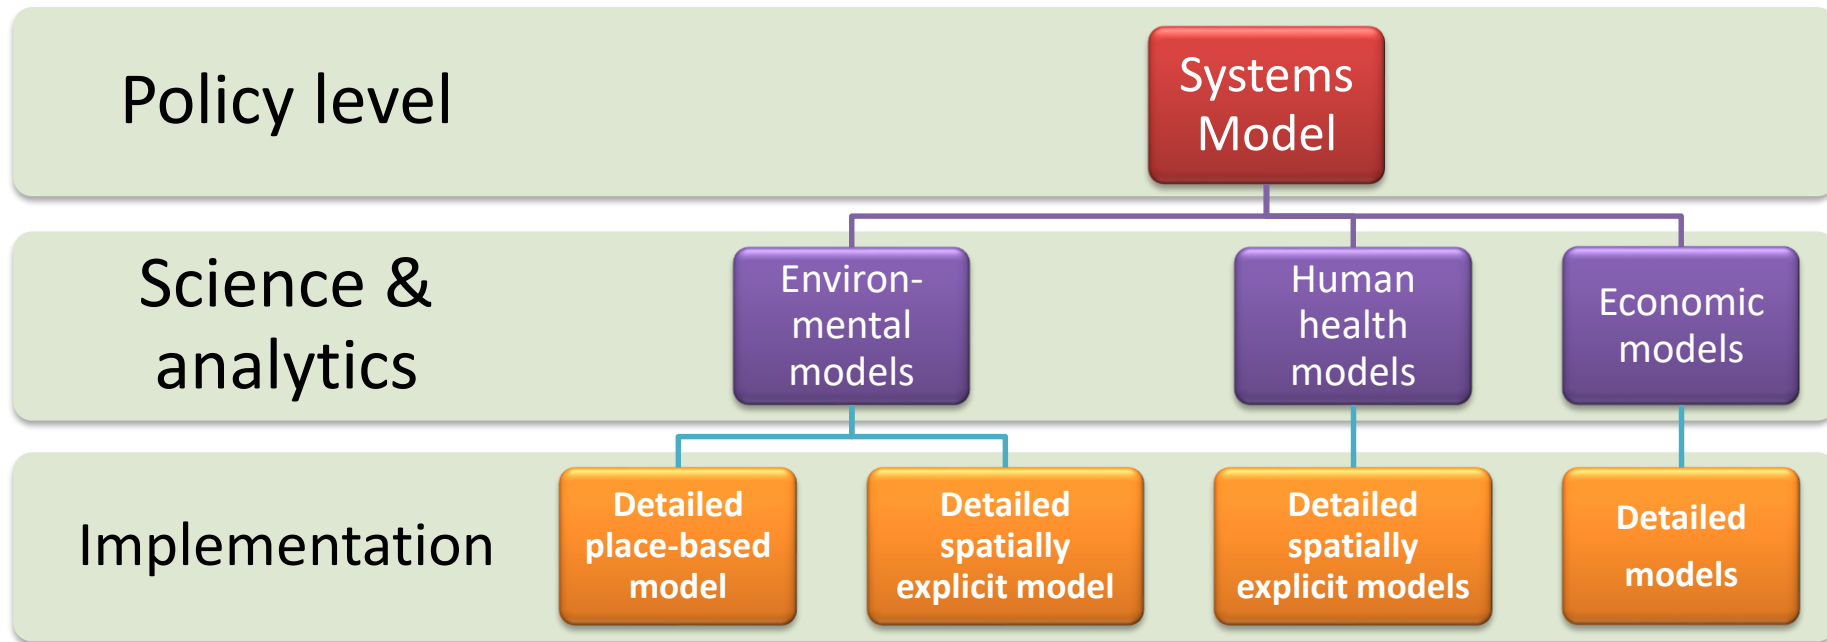 Policy level
Systems
Model
Science &
analytics
Environ-
mental
models
Human
health
models
Economic
models
Implementation
Detailed
place-based
model
Detailed
spatially
explicit model
Detailed
spatially
explicit models
Detailed
models